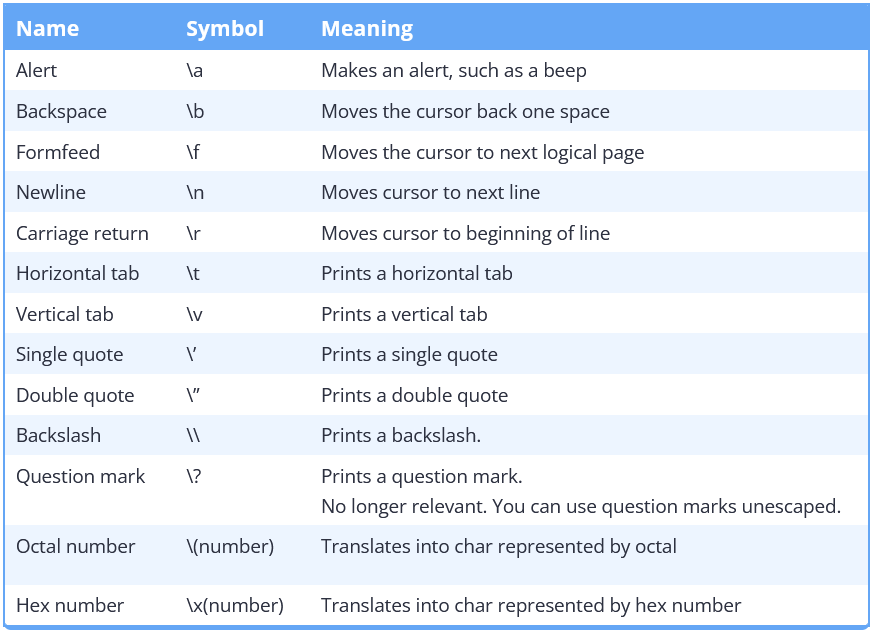 Name Symbol Meaning
Alert \a Makes an alert, such as a beep
Backspace \b Moves the cursor back one space
Formfeed \f Moves the cursor to next logical page
Newline \n Moves cursor to next line
Carriage return \r Moves cursor to beginning of line
Horizontal tab \t Prints a horizontal tab
Vertical tab \v Prints a vertical tab
Single quote \’ Prints a single quote
Double quote \” Prints a double quote
Backslash \\ Prints a backslash.
Question mark \? Prints a question mark.
No longer relevant. You can use question marks unescaped.
Octal number \(number) Translates into char represented by octal
Hex number \x(number) Translates into char represented by hex number